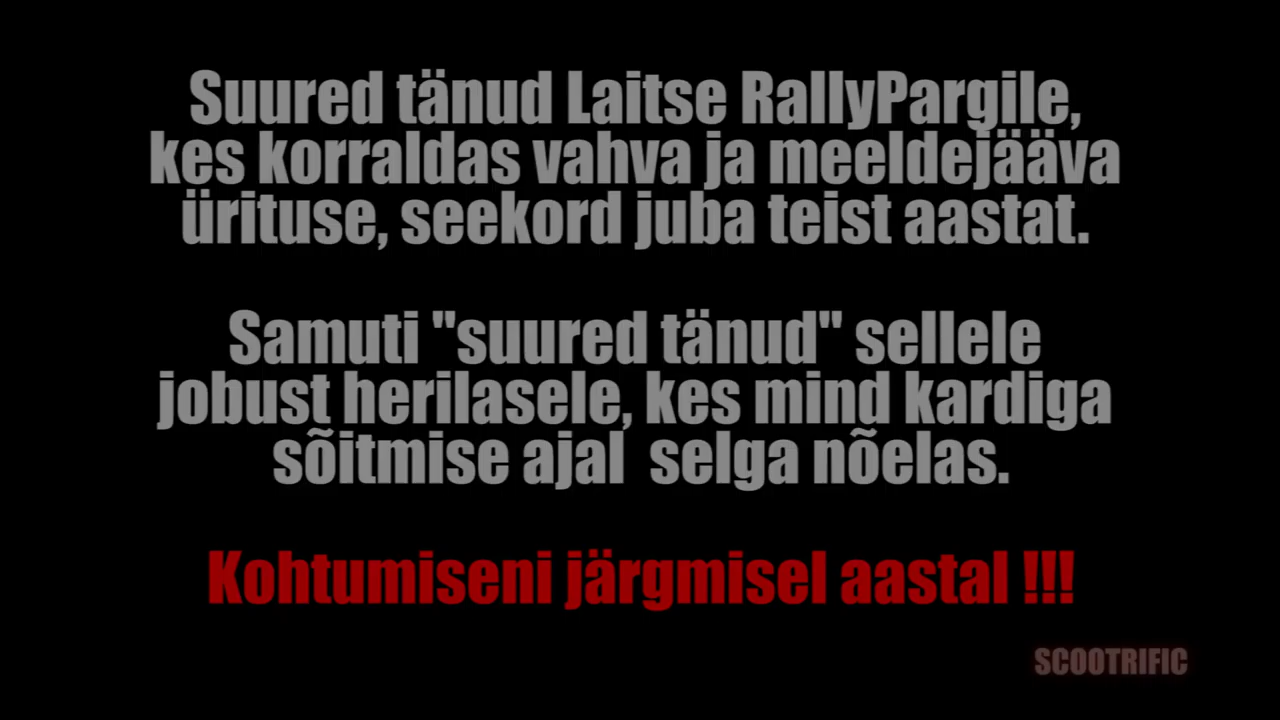 Suured tänud Laitse RallyPargile,
kes korraldas vahva ja meeldejääva
ürituse, seekord juba teist aastat.
Samuti "suured tänud" sellele
jobust herilasele, kes mind kardiga
sõitmise ajal selga nõelas.
Kohtumiseni järgmisel aastal !!!
SCOOTRIFIC